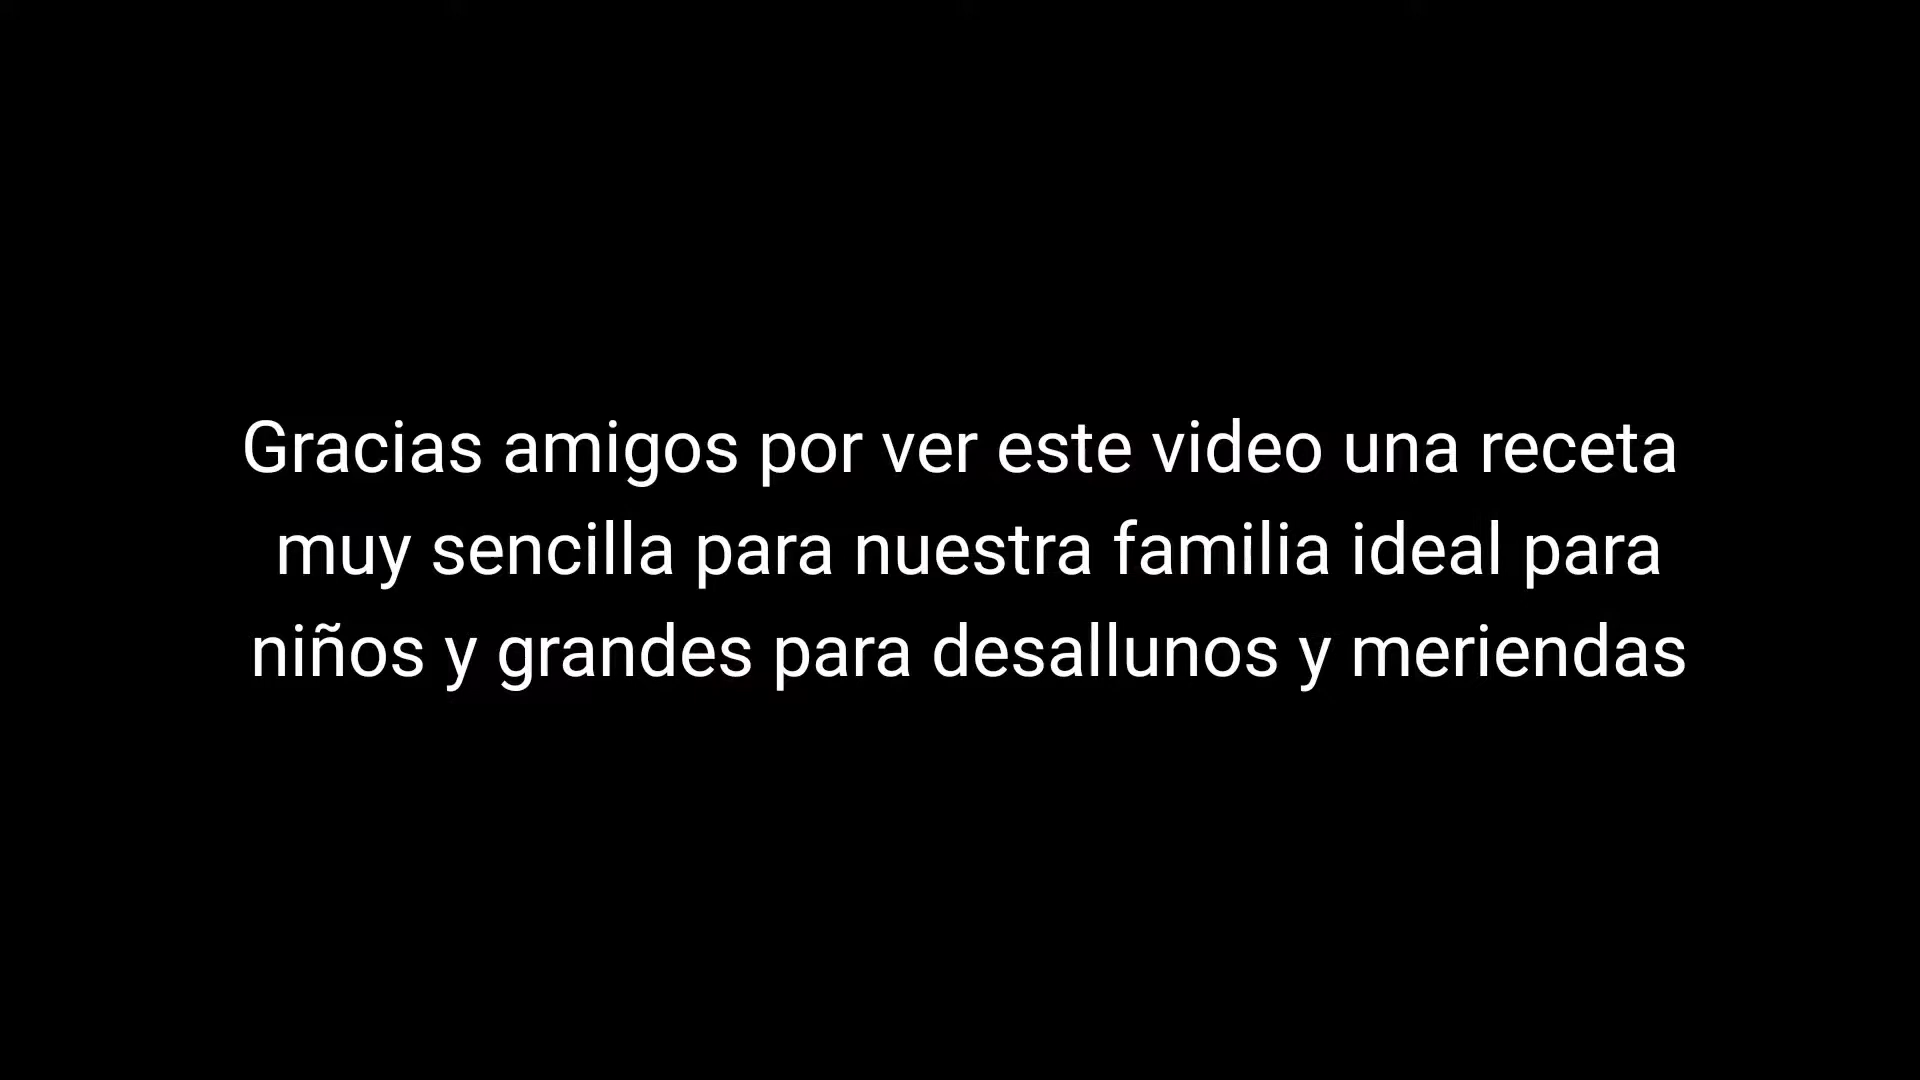 Gracias amigos por ver este video una receta
muy sencilla para nuestra familia ideal para
niños y grandes para desallunos y meriendas